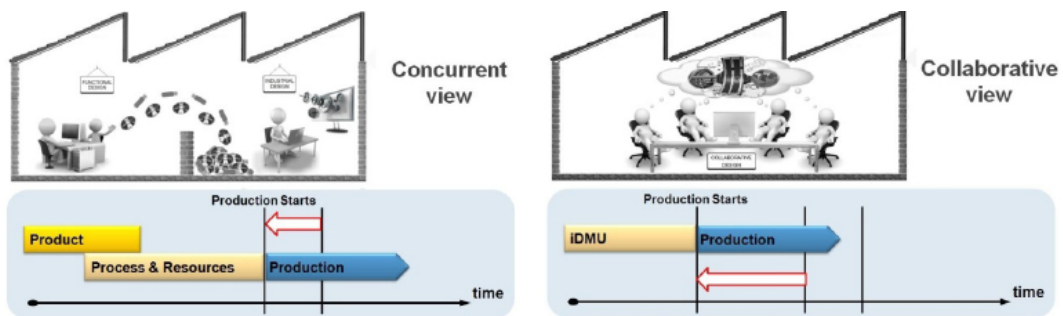 FUNCTIONAL
DESIGN
INDUSTRIAL
DESIGN
Concurrent
view
Production Starts
Product
Process & Resources
Production
time
Collaborative
view
COLLABORATIVE
DESIGN
Production Starts
iDMU
Production
time